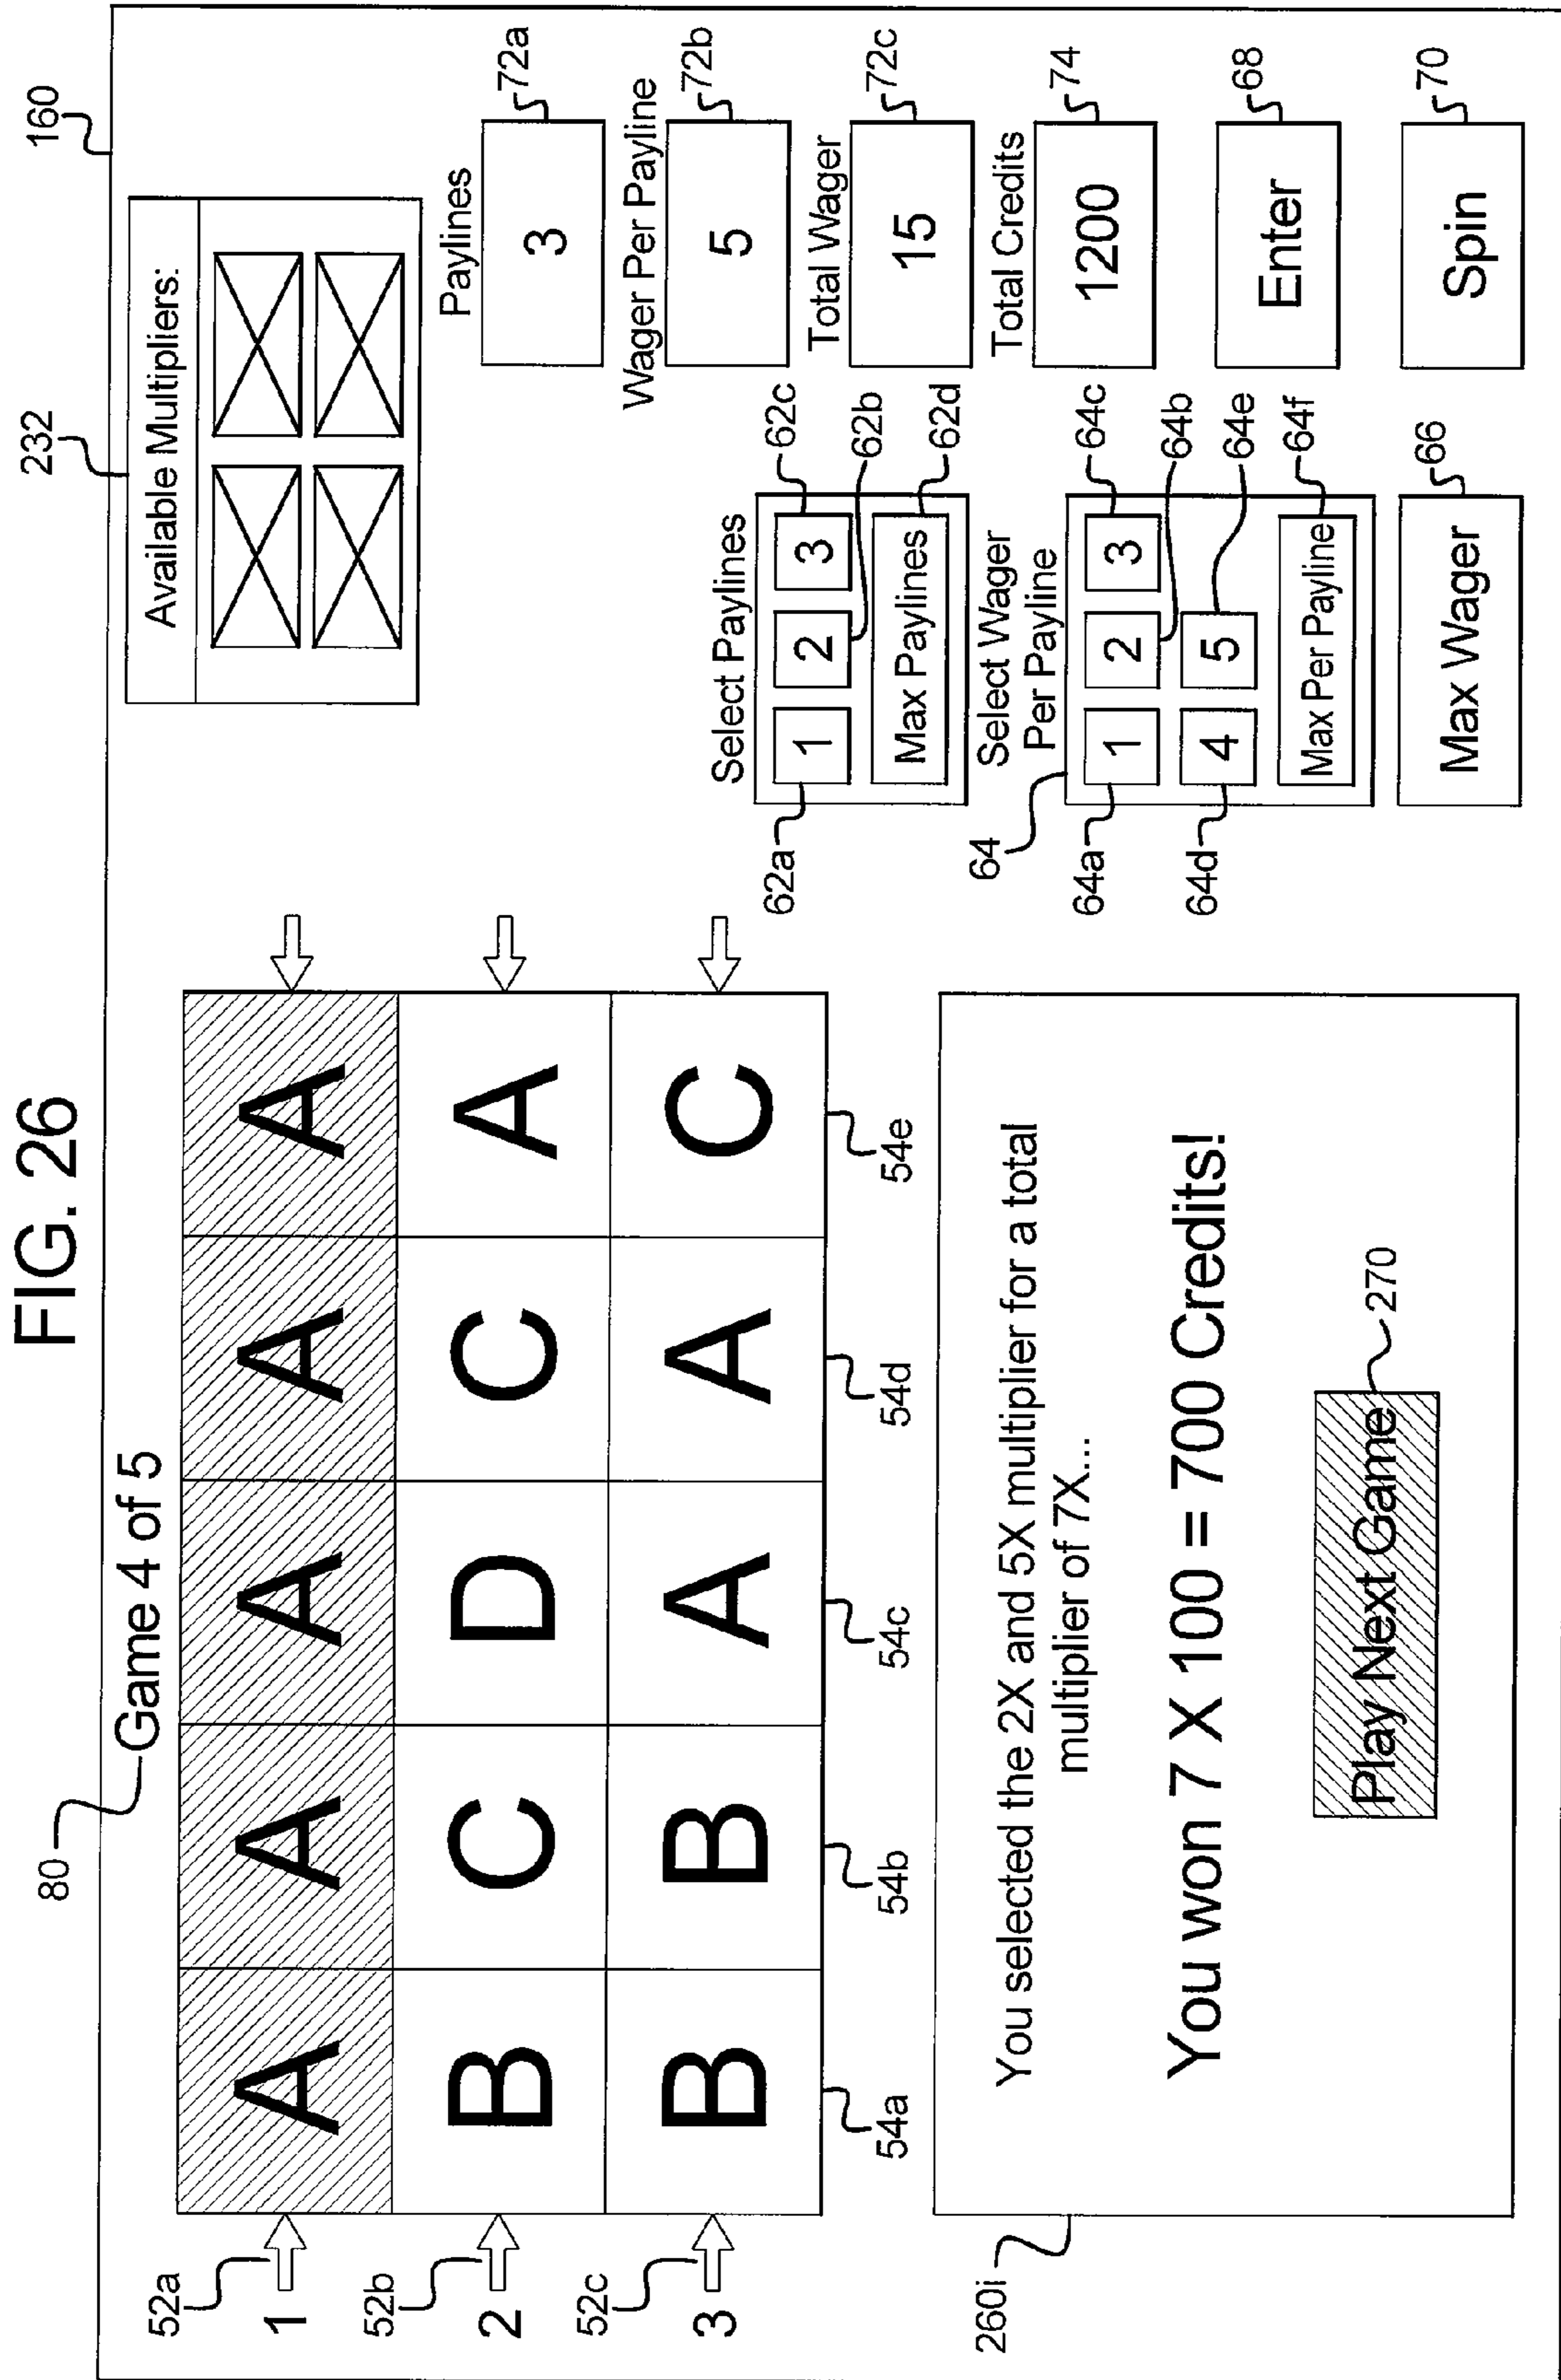 FIG. 26
80
Game 4 of 5
232
160
Available Multipliers:
52a
1
A A A A A
52b
2
B C D C A
52c
3
B B A A C
54a 54b 54c 54d 54e
Paylines
3
72a
Wager Per Payline
5
72b
Total Wager
15
72c
Total Credits
1200
74
Enter
68
Spin
70
Select Paylines
1 2 3
62a
62c
62b
Max Paylines
62d
Select Wager
Per Payline
64
1 2 3
64a
64c
64b
4 5
64d
64e
Max Per Payline
64f
Max Wager
66
260i
You selected the 2X and 5X multiplier for a total
multiplier of 7X...
You won 7 X 100 = 700 Credits!
Play Next Game
270